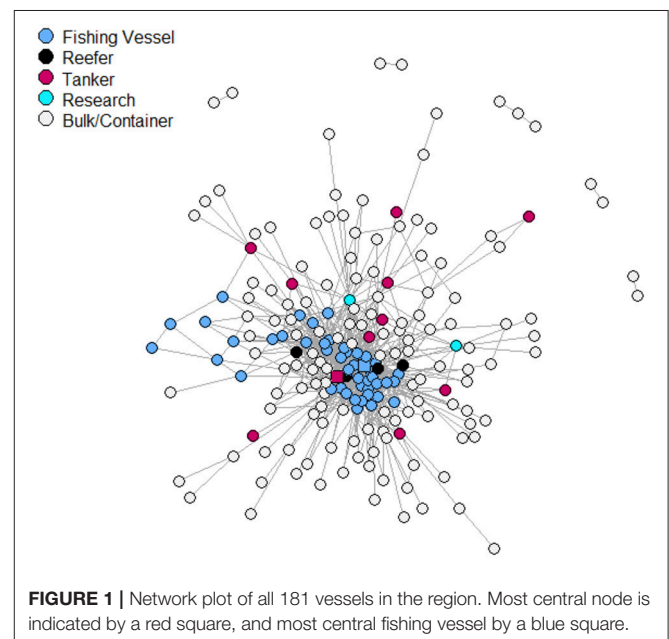 Fishing Vessel
Reefer
Tanker
Research
Bulk/Container
FIGURE 1 | Network plot of all 181 vessels in the region. Most central node is
indicated by a red square, and most central fishing vessel by a blue square.